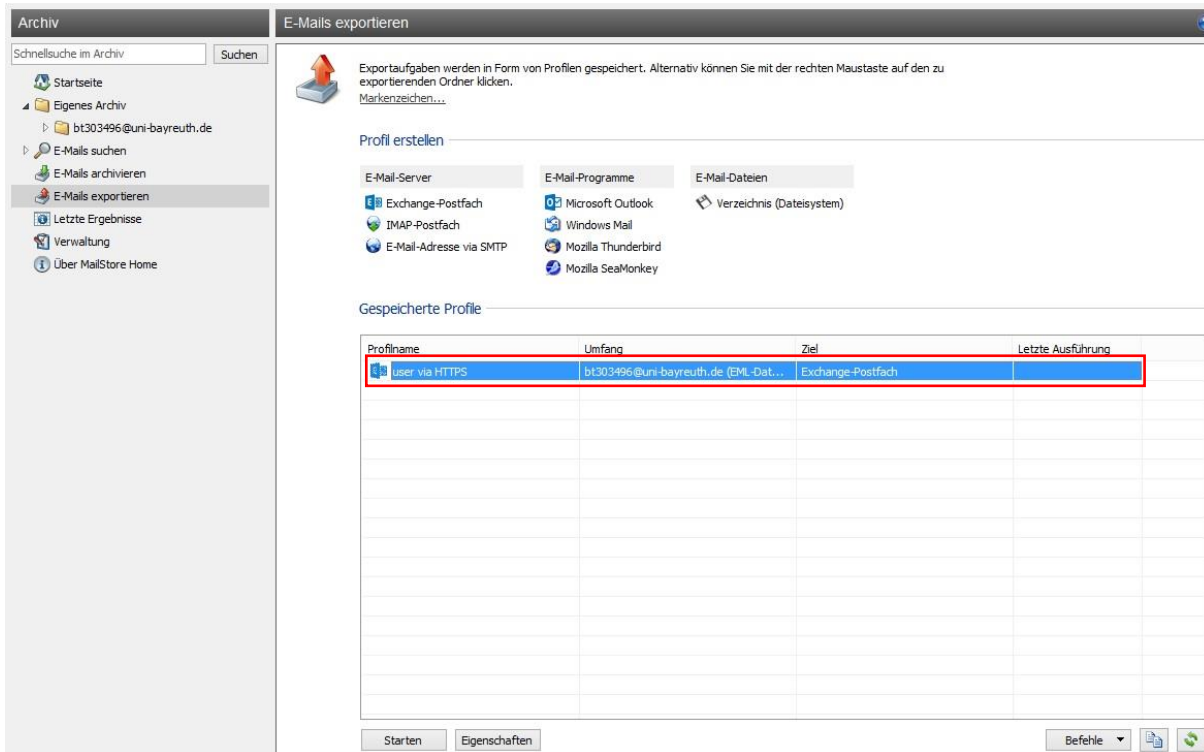 Archiv
Schnellsuche im Archiv
Suchen
Startseite
Eigenes Archiv
bt303496@uni-bayreuth.de
E-Mails suchen
E-Mails archivieren
E-Mails exportieren
Letzte Ergebnisse
Verwaltung
Über MailStore Home
E-Mails exportieren
Exportaufgaben werden in Form von Profilen gespeichert. Alternativ können Sie mit der rechten Maustaste auf den zu
exportierenden Ordner klicken.
Markenzeichen...
Profil erstellen
E-Mail-Server
Exchange-Postfach
IMAP-Postfach
E-Mail-Adresse via SMTP
E-Mail-Programme
Microsoft Outlook
Windows Mail
Mozilla Thunderbird
Mozilla SeaMonkey
E-Mail-Dateien
Verzeichnis (Dateisystem)
Gespeicherte Profile
Profilname Umfang Ziel Letzte Ausführung
user via HTTPS bt303496@uni-bayreuth.de (EML-Dat... Exchange-Postfach
Starten Eigenschaften Befehle